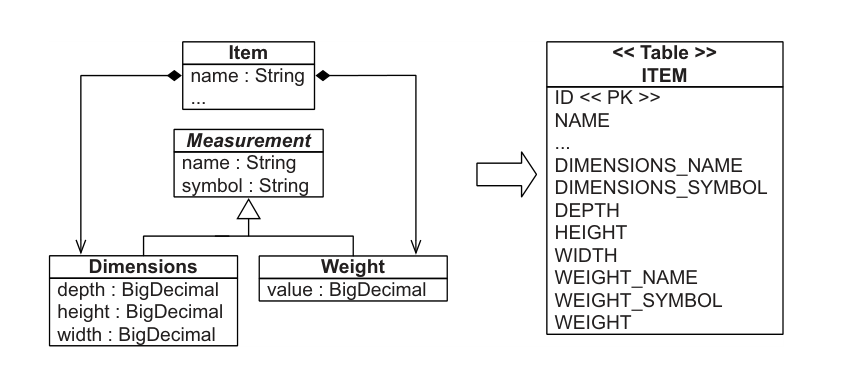 Item
name : String
...
Measurement
name : String
symbol : String
Dimensions
depth : BigDecimal
height : BigDecimal
width : BigDecimal
Weight
value : BigDecimal
<< Table >>
ITEM
ID << PK >>
NAME
...
DIMENSIONS_NAME
DIMENSIONS_SYMBOL
DEPTH
HEIGHT
WIDTH
WEIGHT_NAME
WEIGHT_SYMBOL
WEIGHT